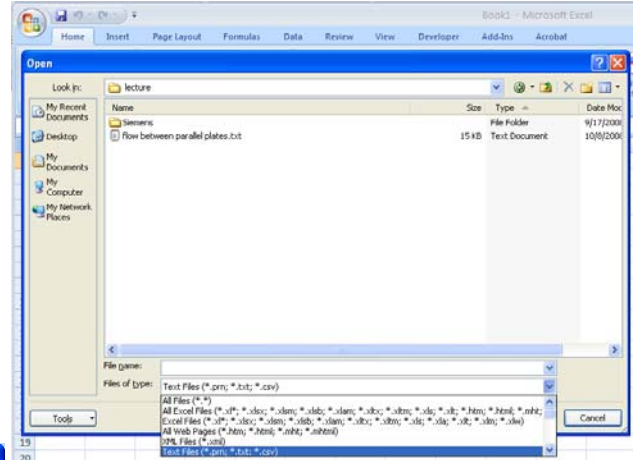 Book1 - Microsoft Excel
Home Insert Page Layout Formulas Data Review View Developer Add-Ins Acrobat
Open
Look in: lecture
My Recent Documents
Desktop
My Documents
My Computer
My Network Places
Name Size Type Date Mod
Siemens File Folder 9/17/200
flow between parallel plates.txt 15 KB Text Document 10/8/200
File name:
Files of type: Text Files (*.prn; *.txt; *.csv)
All Files (*.*)
All Excel Files (*.xl*; *.xlsx; *.xlsm; *.xlsb; *.xlam; *.xltx; *.xltm; *.xls; *.xlt; *.htm; *.html; *.mht;
Excel Files (*.xl*; *.xlsx; *.xlsm; *.xlsb; *.xlam; *.xltx; *.xltm; *.xls; *.xla; *.xlt; *.xlm; *.xlw)
All Web Pages (*.htm; *.html; *.mht; *.mhtml)
XML Files (*.xml)
Text Files (*.prn; *.txt; *.csv)
Tools Cancel
19
20